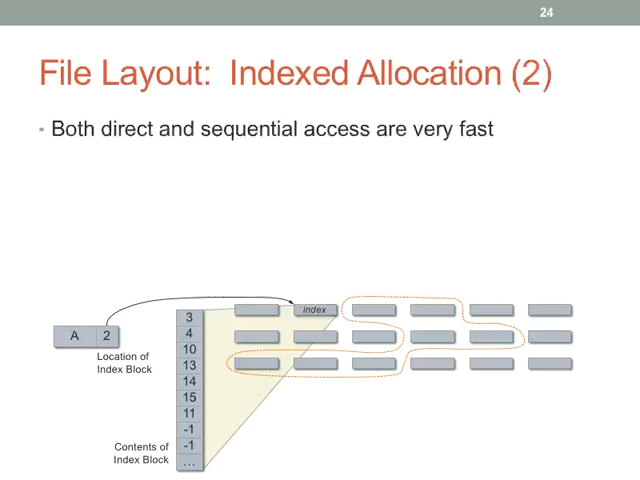 24
File Layout:  Indexed Allocation (2)
Both direct and sequential access are very fast
index
3
A 2
4
Location of
Index Block
10
13
14
15
11
-1
-1
...
Contents of
Index Block